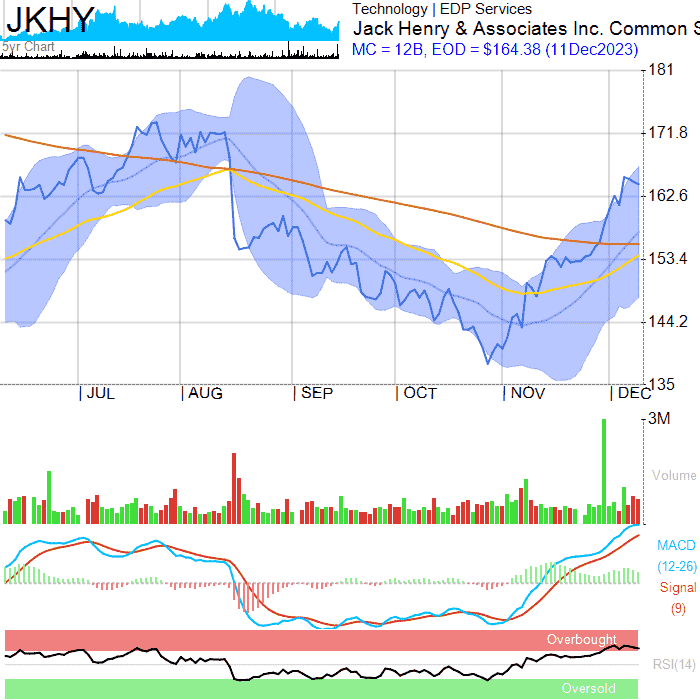 JKHY
5yr Chart
Technology | EDP Services
Jack Henry & Associates Inc. Common S
MC = 12B, EOD = $164.38 (11Dec2023)
181
171.8
162.6
153.4
144.2
135
JUL
AUG
SEP
OCT
NOV
DEC
3M
Volume
MACD
(12-26)
Signal
(9)
Overbought
RSI(14)
Oversold